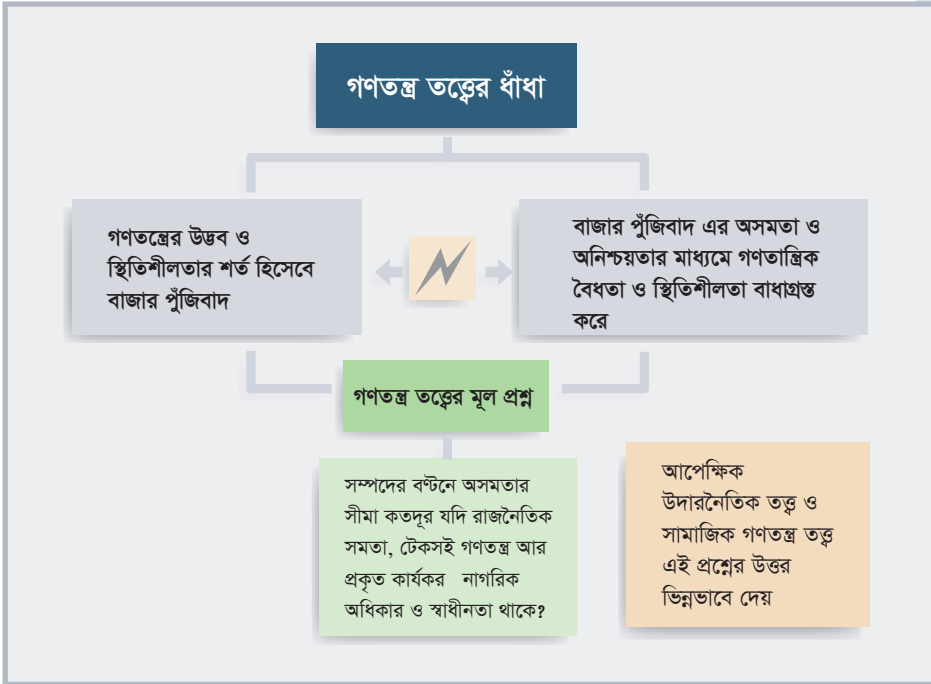 গণতন্ত্র তত্ত্বের ধাঁধা
গণতন্ত্রের উদ্ভব ও
স্থিতিশীলতার শর্ত হিসেবে
বাজার পুঁজিবাদ
বাজার পুঁজিবাদ এর অসমতা ও
অনিশ্চয়তার মাধ্যমে গণতান্ত্রিক
বৈধতা ও স্থিতিশীলতা বাধাগ্রস্ত
করে
গণতন্ত্র তত্ত্বের মূল প্রশ্ন
সম্পদের বণ্টনে অসমতার
সীমা কতদূর যদি রাজনৈতিক
সমতা, টেকসই গণতন্ত্র আর
প্রকৃত কার্যকর নাগরিক
অধিকার ও স্বাধীনতা থাকে?
আপেক্ষিক
উদারনৈতিক তত্ত্ব ও
সামাজিক গণতন্ত্র তত্ত্ব
এই প্রশ্নের উত্তর
ভিন্নভাবে দেয়